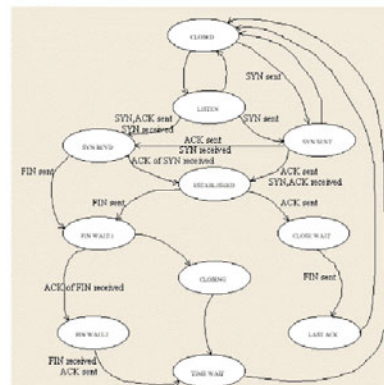 CLOSED
SYN sent
LISTEN
SYN,ACK sent
SYN received
SYN sent
SYN RCVD
ACK sent
SYN received
SYN SENT
ACK of SYN received
ESTABLISHED
ACK sent
SYN,ACK received
FIN sent
FIN sent
ACK sent
FIN WAIT 1
CLOSE WAIT
CLOSING
FIN sent
ACK of FIN received
FIN WAIT 2
LAST ACK
FIN received
ACK sent
TIME WAIT